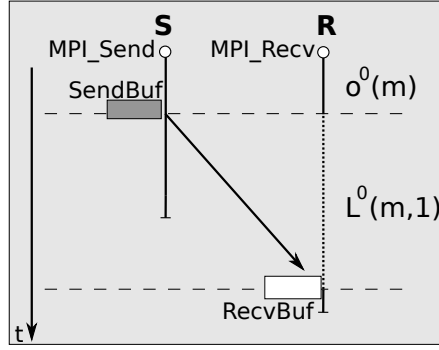 S R
MPI_Send MPI_Recv
SendBuf
o⁰(m)
L⁰(m,1)
RecvBuf
t